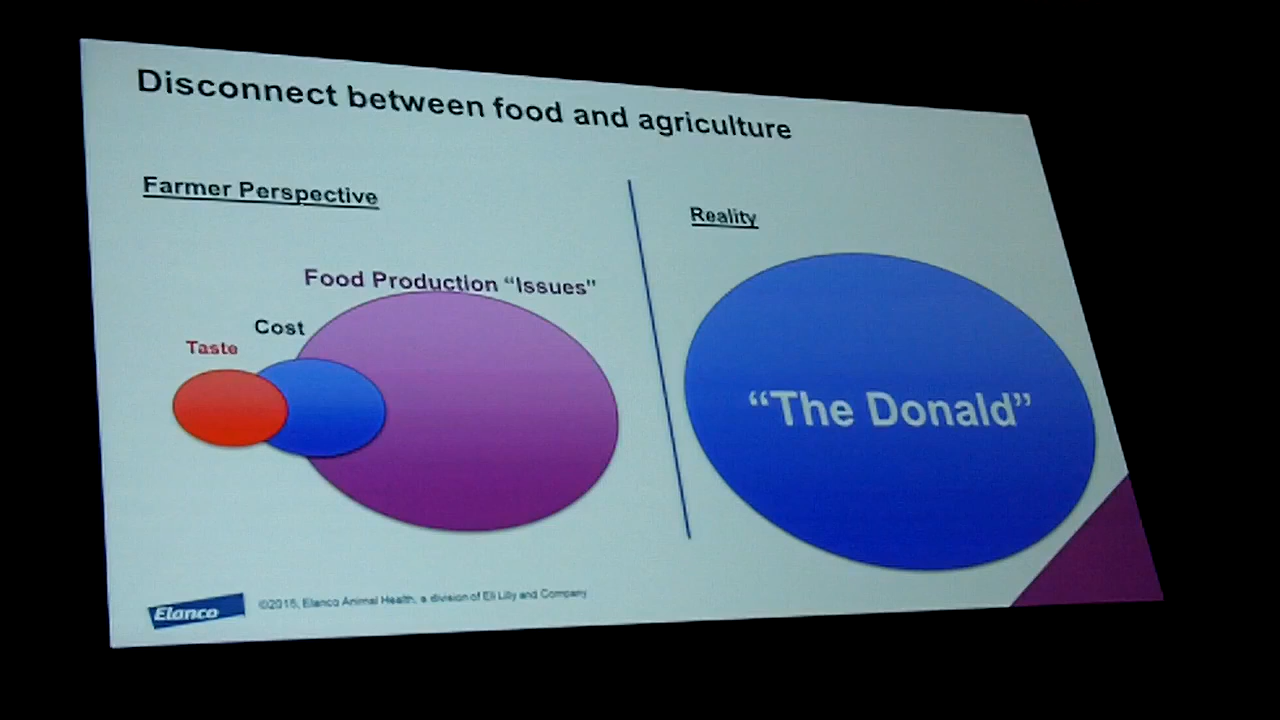 Disconnect between food and agriculture
Farmer Perspective
Reality
Food Production “Issues”
Cost
Taste
“The Donald”
Elanco
Elanco Animal Health, a division of Eli Lilly and Company